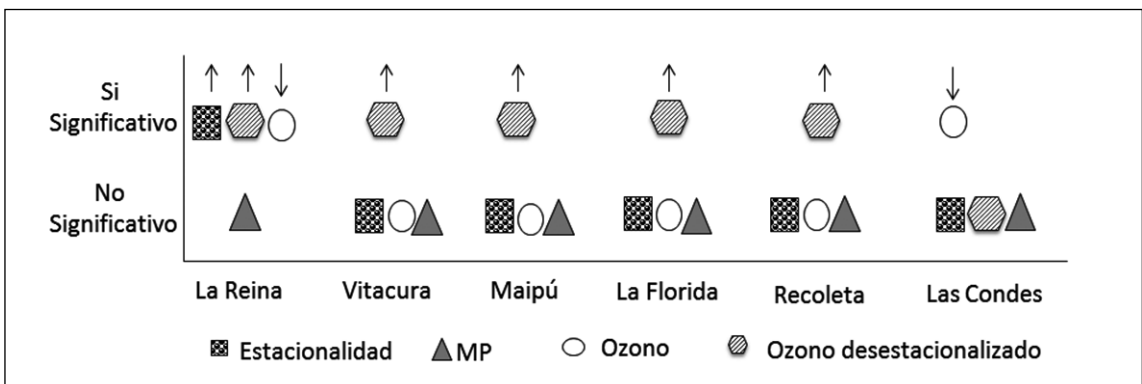 Si
Significativo
No
Significativo
La Reina Vitacura Maipú La Florida Recoleta Las Condes
Estacionalidad MP Ozono Ozono desestacionalizado